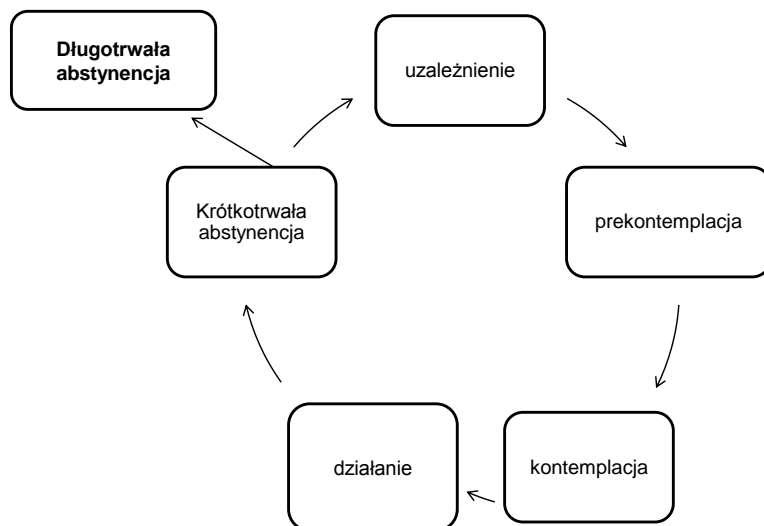 Długotrwała
abstynencja
uzależnienie
Krótkotrwała
abstynencja
prekontemplacja
działanie
kontemplacja